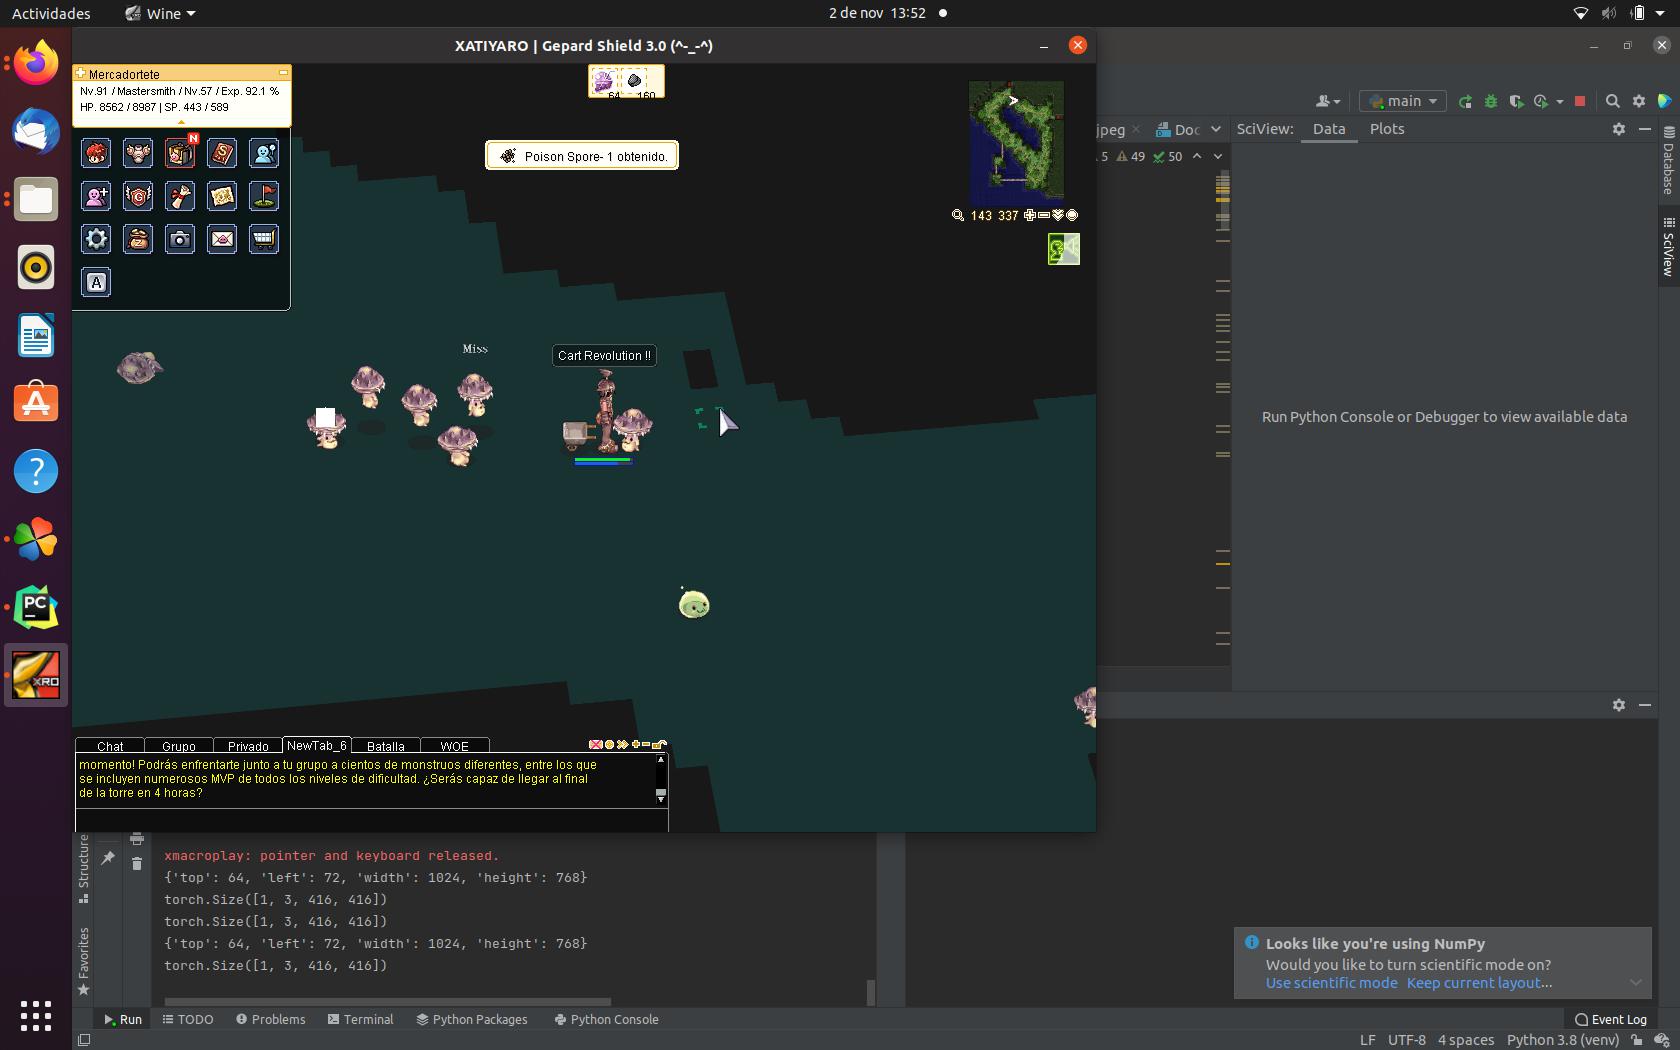 Actividades
Wine
2 de nov 13:52
XATIYARO | Gepard Shield 3.0 (^-_-^)
Mercadortete
Nv.91 / Mastersmith / Nv.57 / Exp. 92.1 %
HP. 8562 / 8987 | SP. 443 / 589
N
A
64
160
Poison Spore- 1 obtenido.
143 337
Miss
Cart Revolution !!
main
jpeg
Doc
SciView:
Data
Plots
5
49
50
Database
SciView
Run Python Console or Debugger to view available data
PC
XRO
Chat
Grupo
Privado
NewTab_6
Batalla
WOE
momento! Podrás enfrentarte junto a tu grupo a cientos de monstruos diferentes, entre los que
se incluyen numerosos MVP de todos los niveles de dificultad. ¿Serás capaz de llegar al final
de la torre en 4 horas?
Structure
Favorites
xmacroplay: pointer and keyboard released.
{'top': 64, 'left': 72, 'width': 1024, 'height': 768}
torch.Size([1, 3, 416, 416])
torch.Size([1, 3, 416, 416])
{'top': 64, 'left': 72, 'width': 1024, 'height': 768}
torch.Size([1, 3, 416, 416])
Looks like you're using NumPy
Would you like to turn scientific mode on?
Use scientific mode Keep current layout...
Run
TODO
Problems
Terminal
Python Packages
Python Console
Event Log
LF UTF-8 4 spaces Python 3.8 (venv)